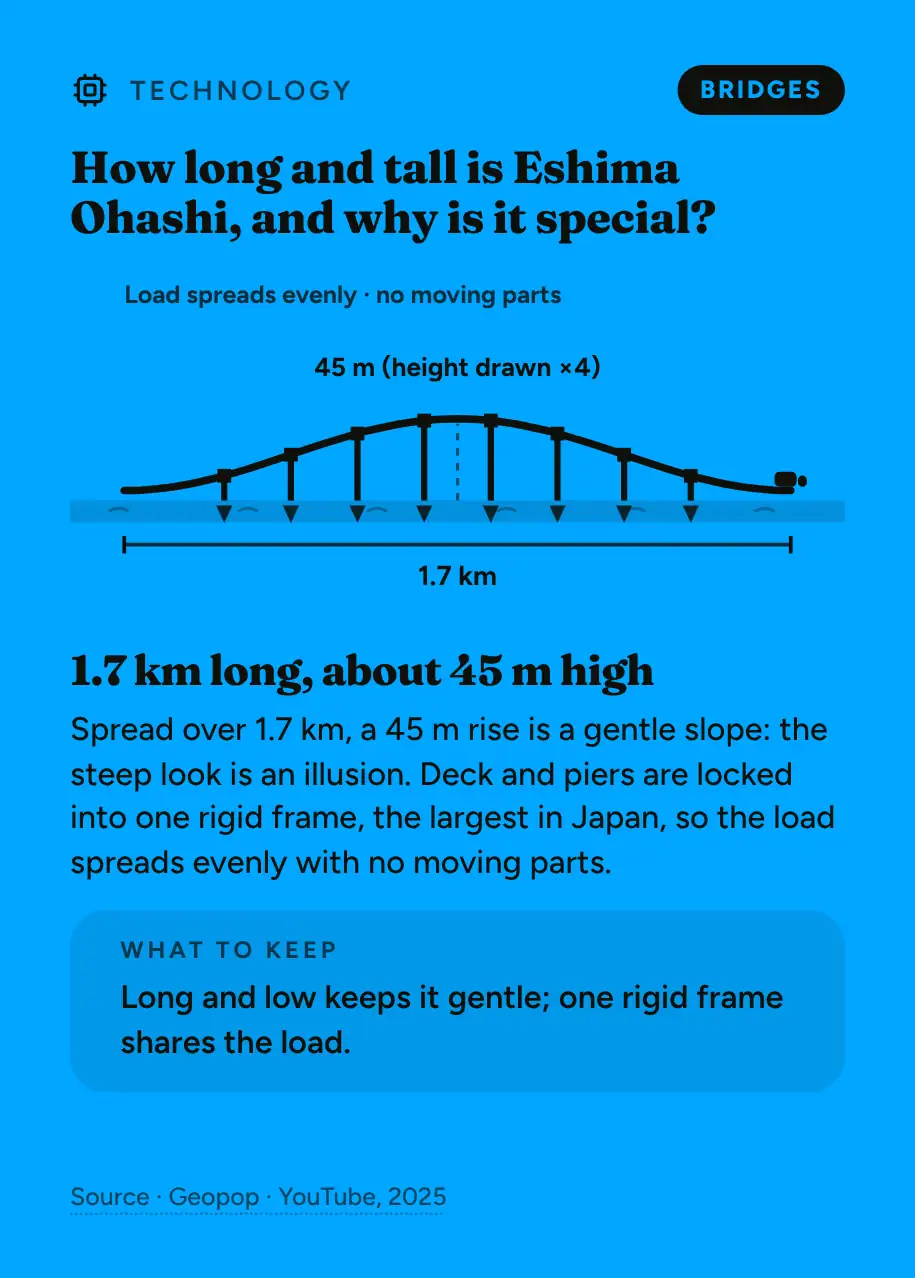 TECHNOLOGY
BRIDGES
How long and tall is Eshima
Ohashi, and why is it special?
Load spreads evenly · no moving parts
45 m (height drawn ×4)
1.7 km
1.7 km long, about 45 m high
Spread over 1.7 km, a 45 m rise is a gentle slope: the
steep look is an illusion. Deck and piers are locked
into one rigid frame, the largest in Japan, so the load
spreads evenly with no moving parts.
WHAT TO KEEP
Long and low keeps it gentle; one rigid frame
shares the load.
Source · Geopop · YouTube, 2025